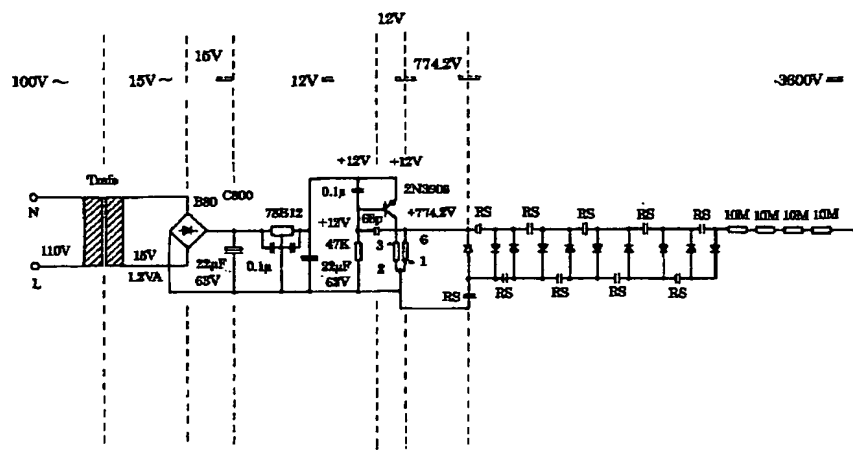 12V
15V
774.2V
100V～
15V～
12V
-3600V
+12V
+12V
Trafo
B80
C800
0.1μ
2N3906
N
78B12
+774.2V
RS
RS
RS
RS
RS
10M
10M
10M
10M
68p
+12V
110V
15V
47K
3
6
22μF
0.1μ
22μF
2
1
L
1.2VA
63V
63V
RS
RS
RS
RS
RS